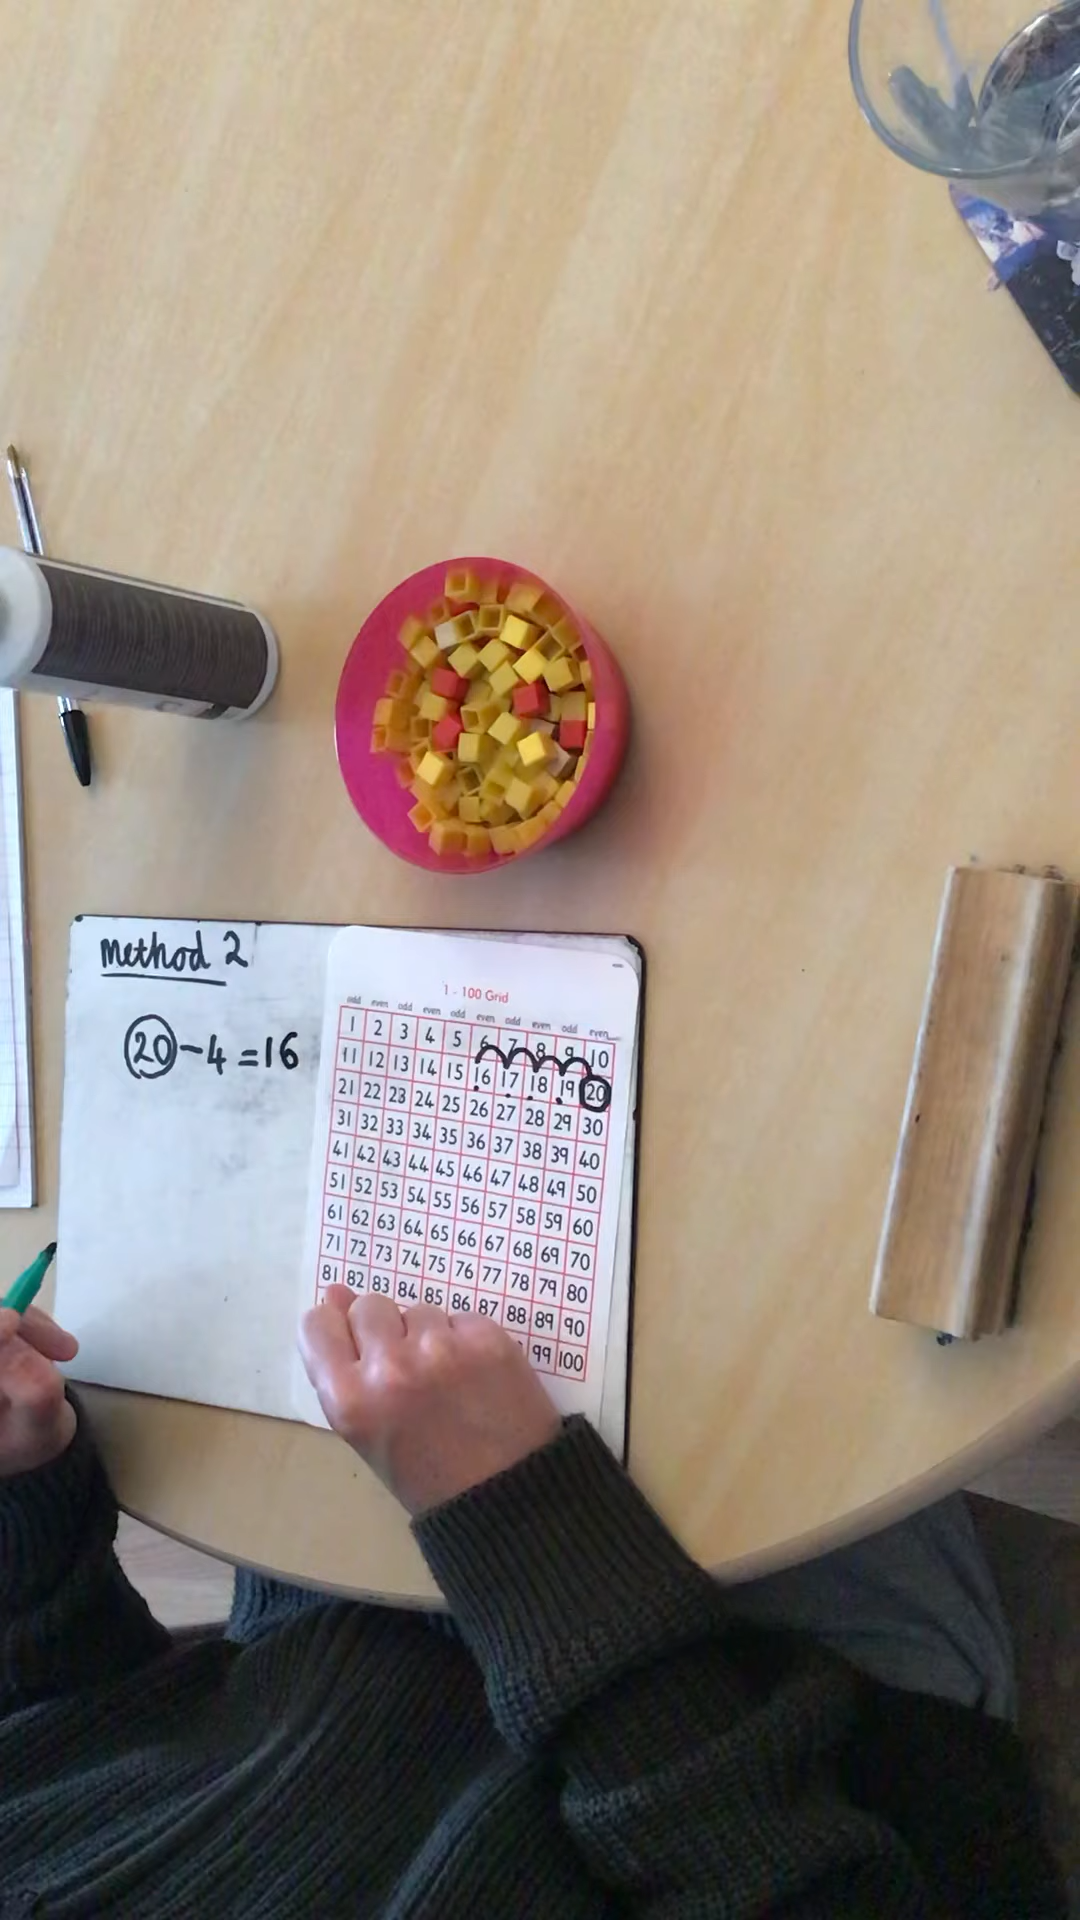 method 2
20 - 4 = 16
1 - 100 Grid
odd even odd even odd even odd even odd even
1 2 3 4 5 6 7 8 9 10
11 12 13 14 15 16 17 18 19 20
21 22 23 24 25 26 27 28 29 30
31 32 33 34 35 36 37 38 39 40
41 42 43 44 45 46 47 48 49 50
51 52 53 54 55 56 57 58 59 60
61 62 63 64 65 66 67 68 69 70
71 72 73 74 75 76 77 78 79 80
81 82 83 84 85 86 87 88 89 90
99 100